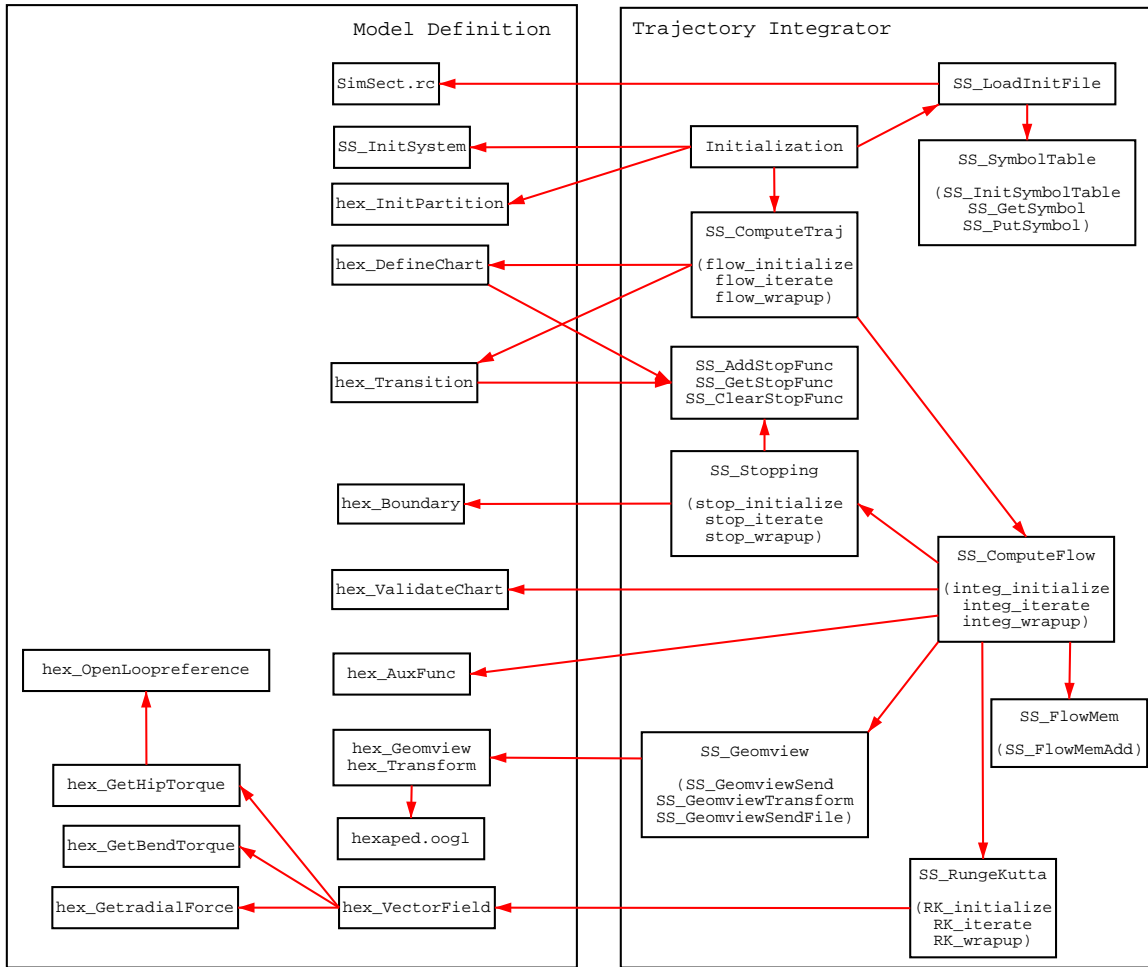 Model Definition
SimSect.rc
SS_InitSystem
hex_InitPartition
hex_DefineChart
hex_Transition
hex_Boundary
hex_ValidateChart
hex_OpenLoopreference
hex_AuxFunc
hex_Geomview
hex_Transform
hex_GetHipTorque
hexaped.oogl
hex_GetBendTorque
hex_GetradialForce
hex_VectorField
Trajectory Integrator
SS_LoadInitFile
Initialization
SS_SymbolTable
(SS_InitSymbolTable
SS_GetSymbol
SS_PutSymbol)
SS_ComputeTraj
(flow_initialize
flow_iterate
flow_wrapup)
SS_AddStopFunc
SS_GetStopFunc
SS_ClearStopFunc
SS_Stopping
(stop_initialize
stop_iterate
stop_wrapup)
SS_ComputeFlow
(integ_initialize
integ_iterate
integ_wrapup)
SS_FlowMem
(SS_FlowMemAdd)
SS_Geomview
(SS_GeomviewSend
SS_GeomviewTransform
SS_GeomviewSendFile)
SS_RungeKutta
(RK_initialize
RK_iterate
RK_wrapup)